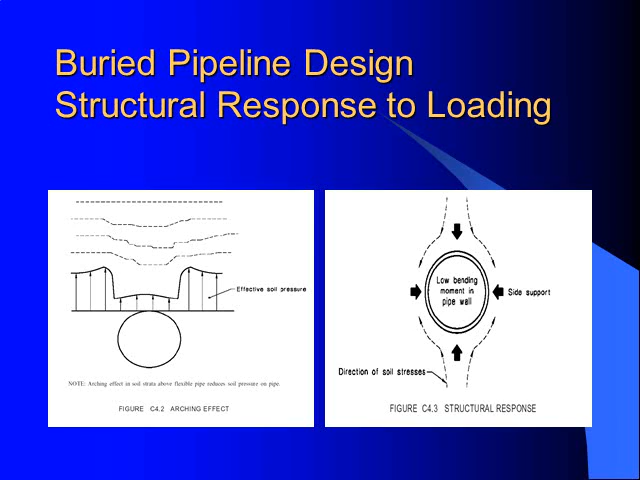 Buried Pipeline Design
Structural Response to Loading
Effective soil pressure
NOTE: Arching effect in soil strata above flexible pipe reduces soil pressure on pipe.
FIGURE C4.2 ARCHING EFFECT
Low bending
moment in
pipe wall
Side support
Direction of soil stresses
FIGURE C4.3 STRUCTURAL RESPONSE